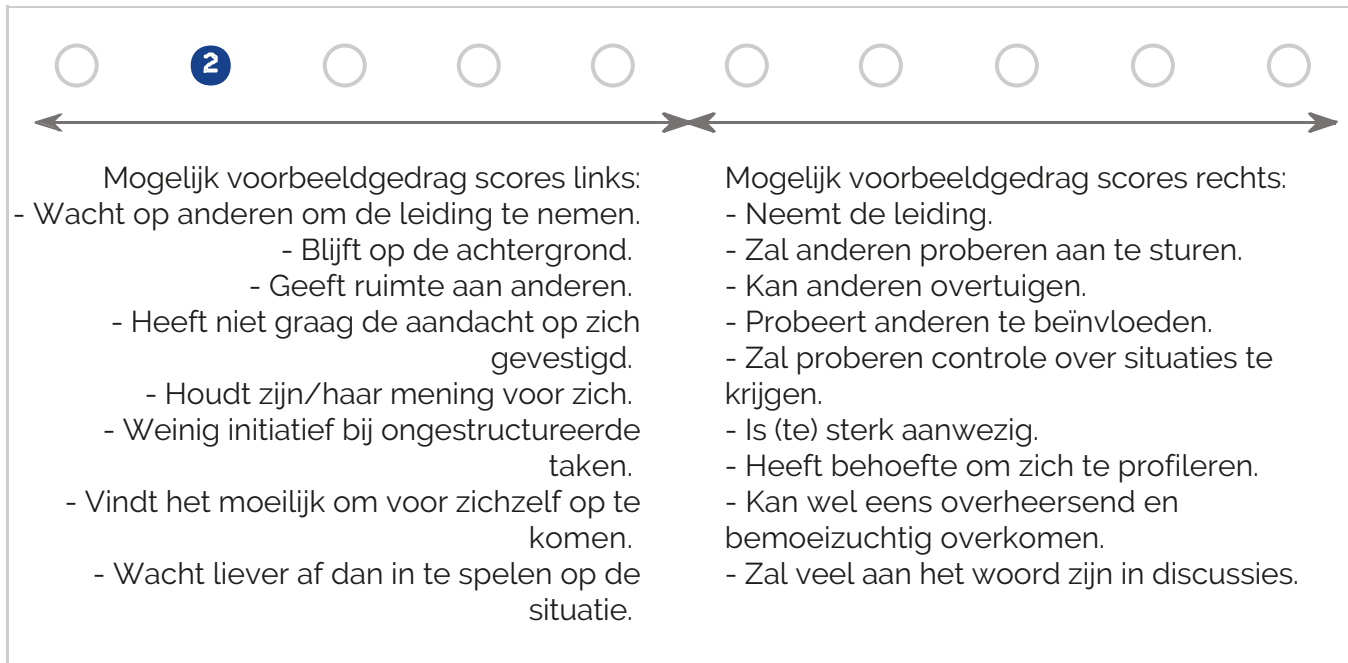 2
Mogelijk voorbeeldgedrag scores links:
- Wacht op anderen om de leiding te nemen.
- Blijft op de achtergrond.
- Geeft ruimte aan anderen.
- Heeft niet graag de aandacht op zich
gevestigd.
- Houdt zijn/haar mening voor zich.
- Weinig initiatief bij ongestructureerde
taken.
- Vindt het moeilijk om voor zichzelf op te
komen.
- Wacht liever af dan in te spelen op de
situatie.
Mogelijk voorbeeldgedrag scores rechts:
- Neemt de leiding.
- Zal anderen proberen aan te sturen.
- Kan anderen overtuigen.
- Probeert anderen te beïnvloeden.
- Zal proberen controle over situaties te
krijgen.
- Is (te) sterk aanwezig.
- Heeft behoefte om zich te profileren.
- Kan wel eens overheersend en
bemoeizuchtig overkomen.
- Zal veel aan het woord zijn in discussies.